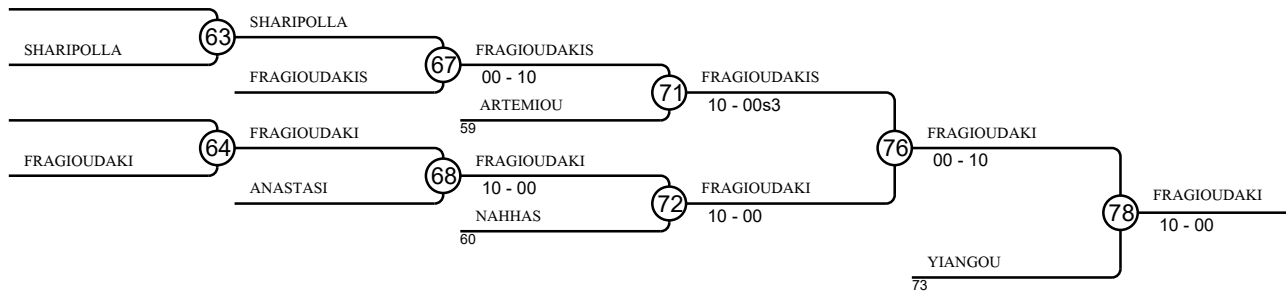 SHARIPOLLA
63
SHARIPOLLA
FRAGIOUDAKIS
67
FRAGIOUDAKIS
00 - 10
ARTEMIOU
59
71
FRAGIOUDAKIS
10 - 00s3
FRAGIOUDAKI
64
FRAGIOUDAKI
ANASTASI
68
FRAGIOUDAKI
10 - 00
NAHHAS
60
72
FRAGIOUDAKI
10 - 00
76
FRAGIOUDAKI
00 - 10
YIANGOU
73
78
FRAGIOUDAKI
10 - 00